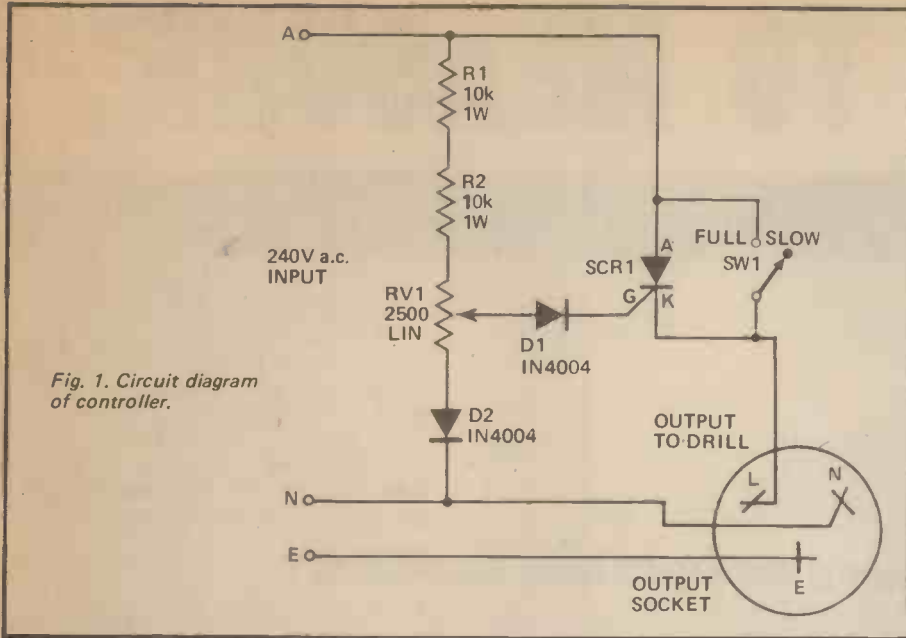 A
R1
10k
1W
R2
10k
1W
240V a.c.
INPUT
RV1
2500
LIN
D1
IN4004
SCR1
A
G
K
FULL
SLOW
SW1
Fig. 1. Circuit diagram
of controller.
D2
IN4004
OUTPUT
TO DRILL
L
N
N
E
E
OUTPUT
SOCKET